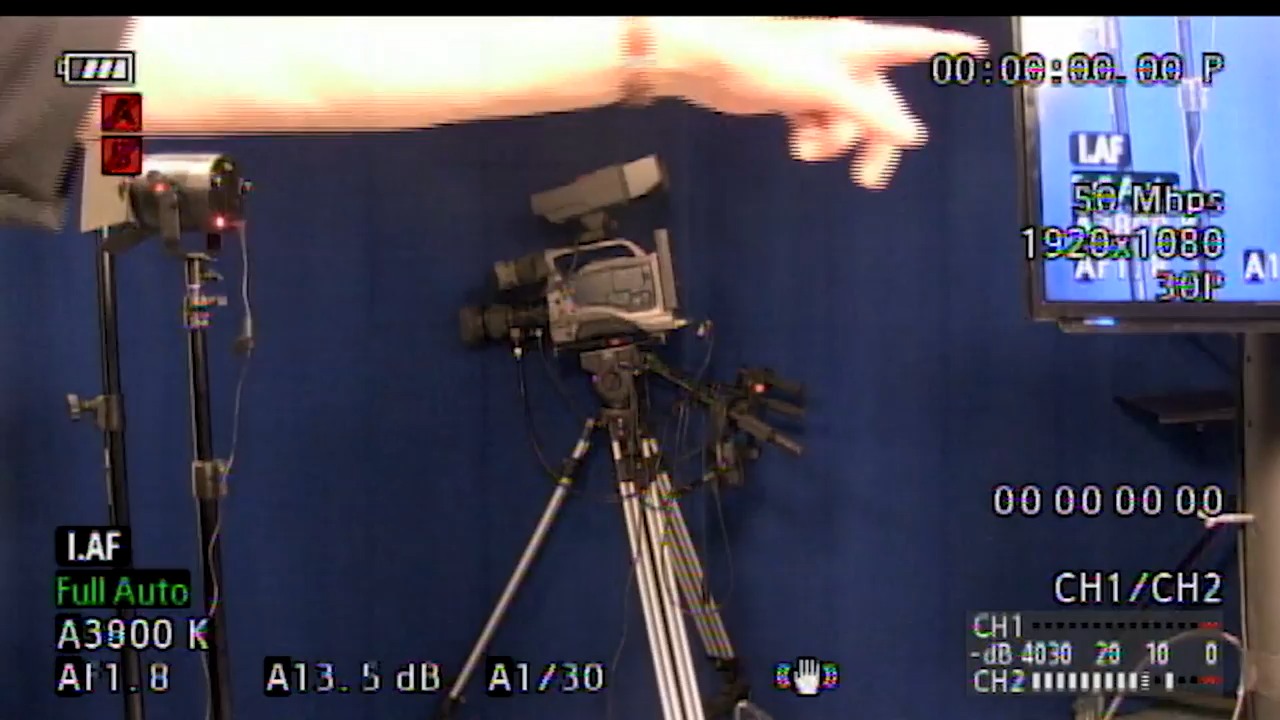 00:00:00.00 P
A
B
I.AF
50 Mbps
1920x1080
30P
A1
00 00 00 00
I.AF
Full Auto
A3900 K
AF1.8 A13.5 dB A1/30
CH1/CH2
CH1
-dB 40 30 20 10 0
CH2